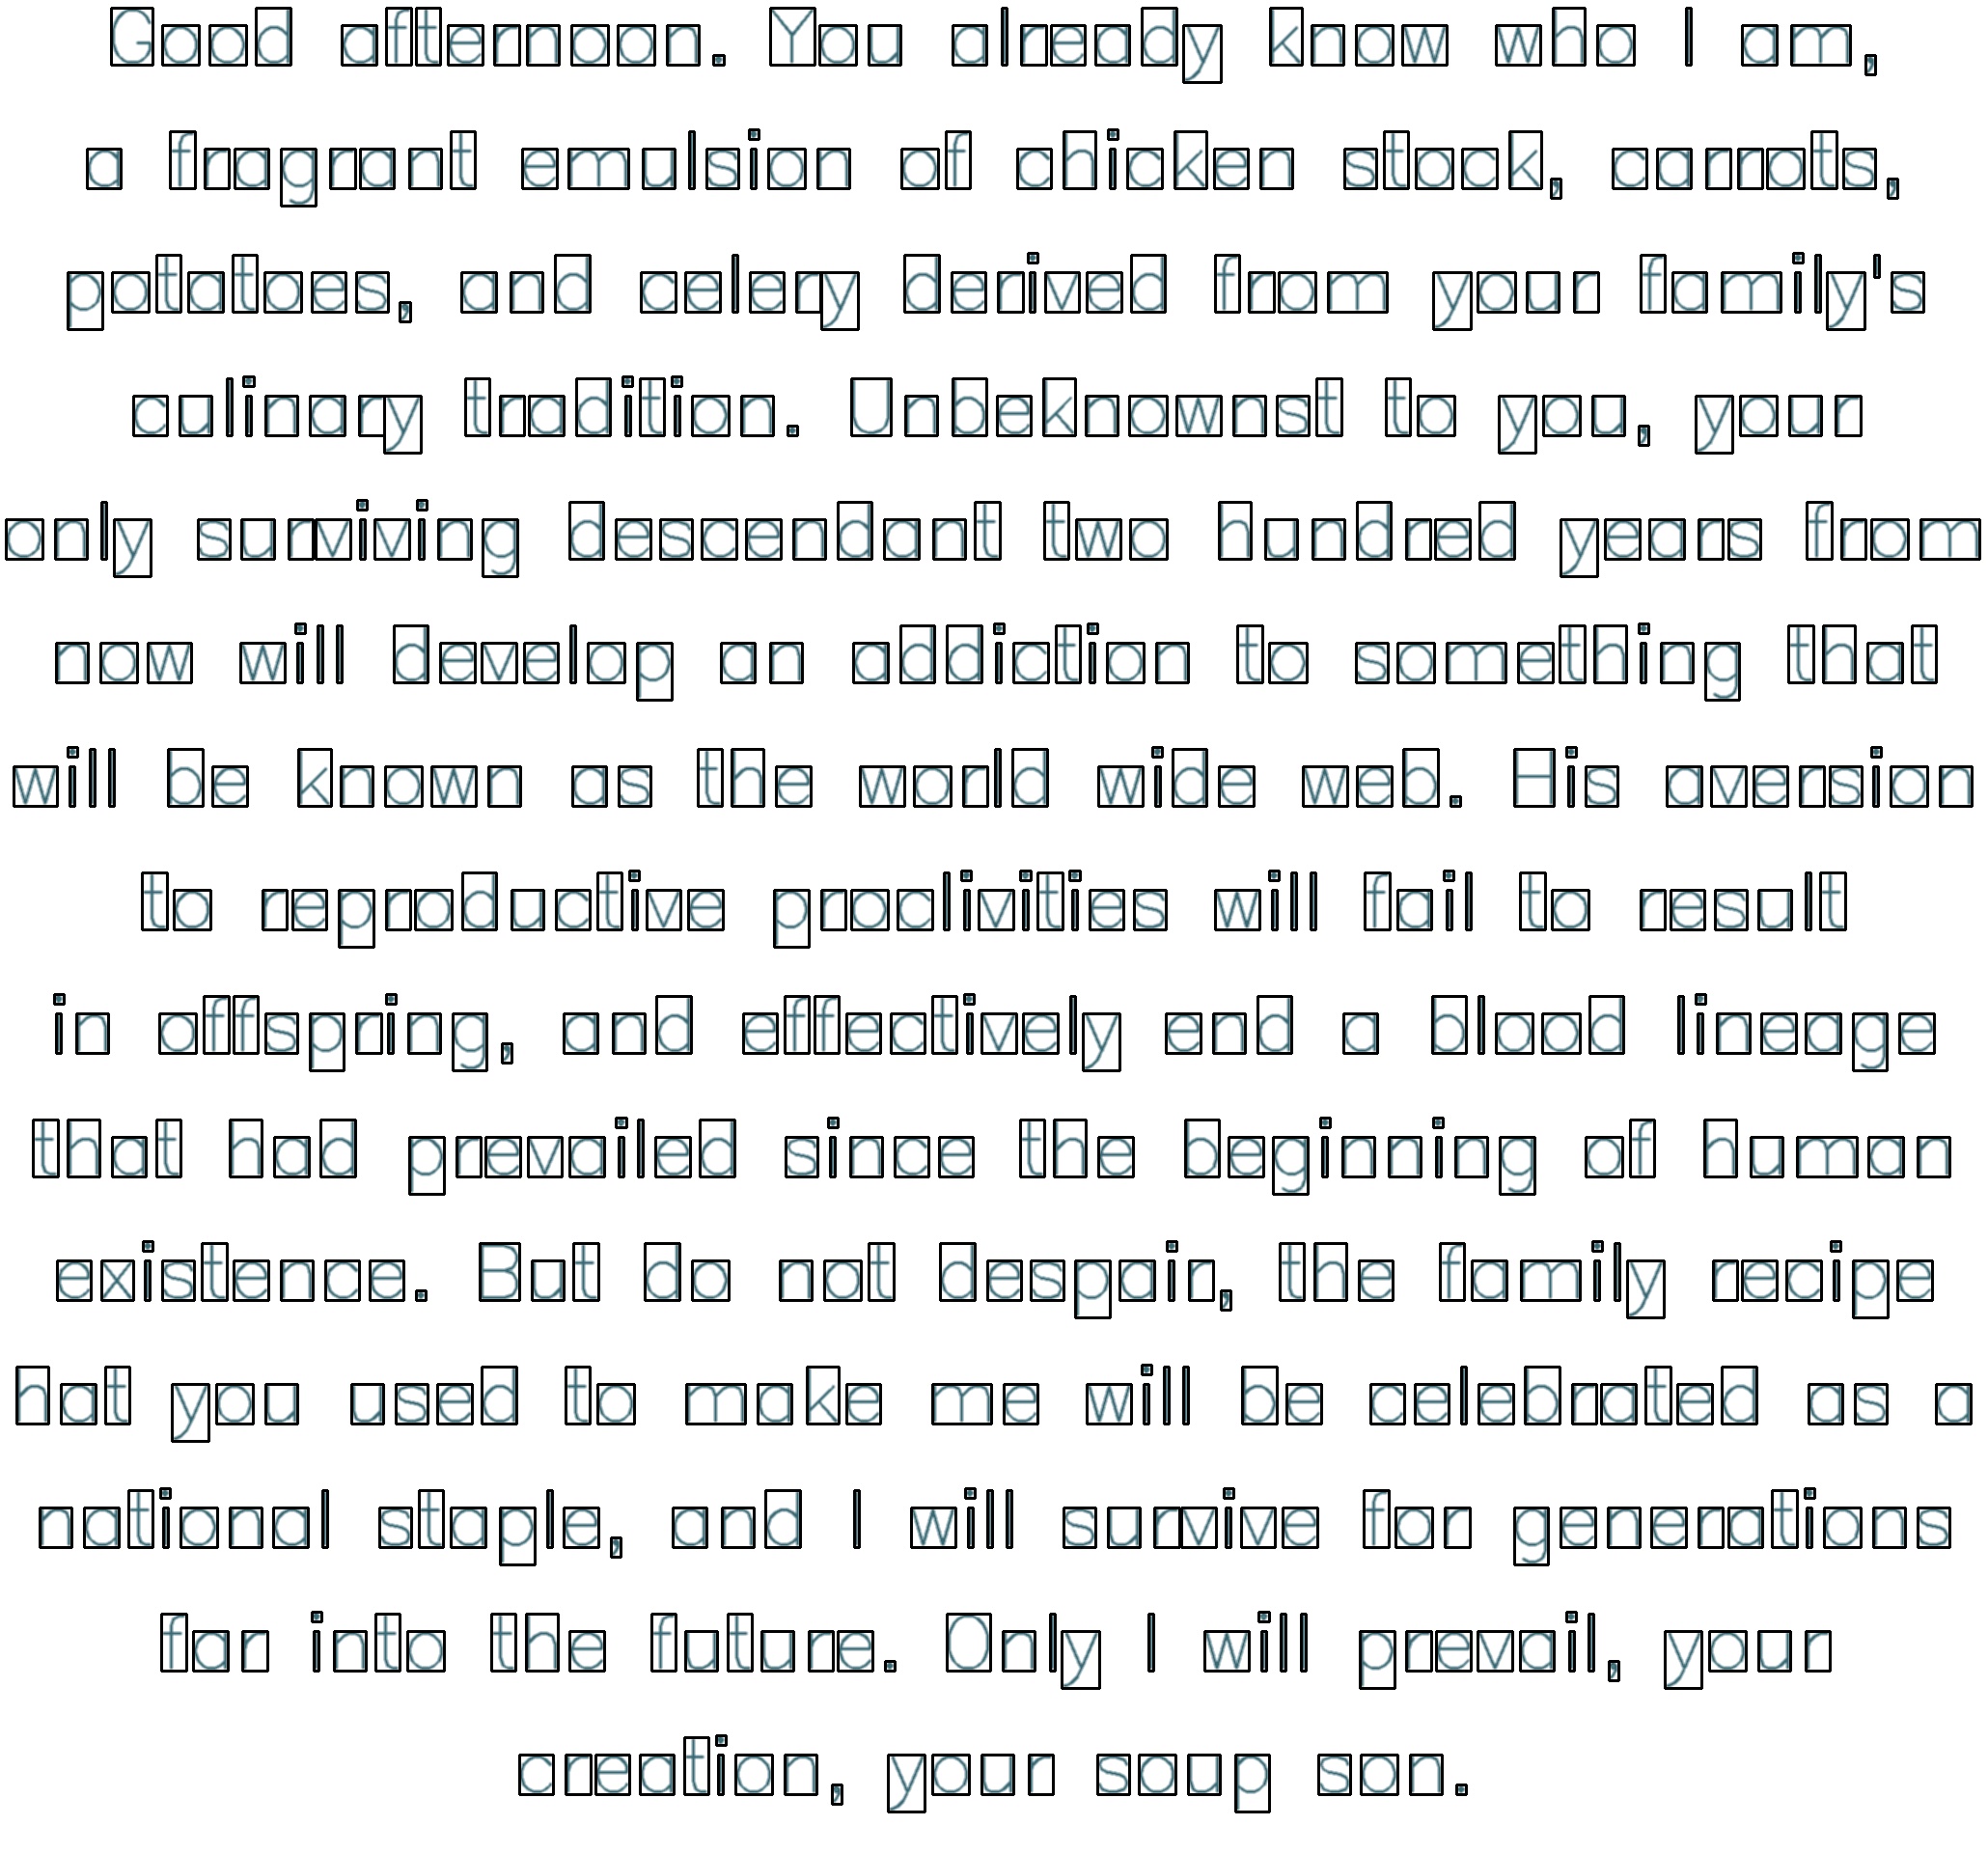 Good afternoon. You already know who I am,
a fragrant emulsion of chicken stock, carrots,
potatoes, and celery derived from your family's
culinary tradition. Unbeknownst to you, your
only surviving descendant two hundred years from
now will develop an addiction to something that
will be known as the world wide web. His aversion
to reproductive proclivities will fail to result
in offspring, and effectively end a blood lineage
that had prevailed since the beginning of human
existence. But do not despair, the family recipe
hat you used to make me will be celebrated as a
national staple, and I will survive for generations
far into the future. Only I will prevail, your
creation, your soup son.